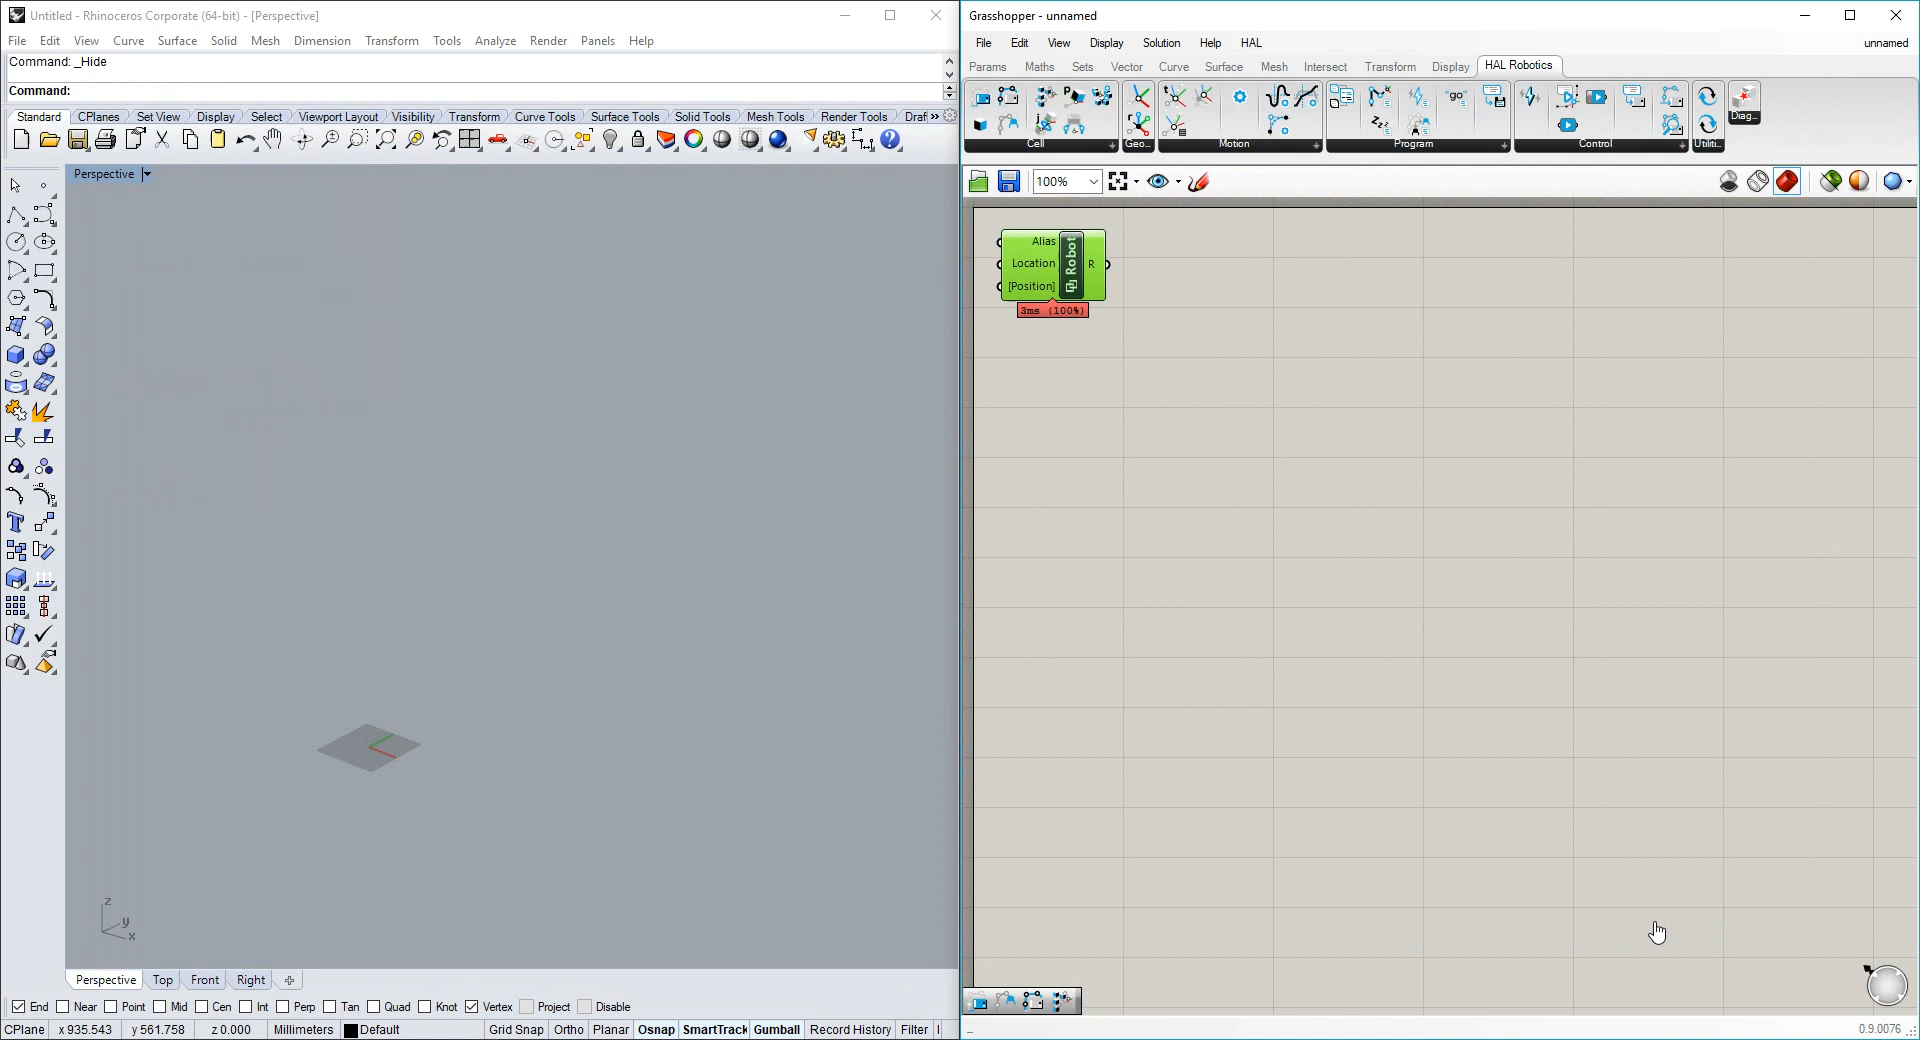 Untitled - Rhinoceros Corporate (64-bit) - [Perspective]
File Edit View Curve Surface Solid Mesh Dimension Transform Tools Analyze Render Panels Help
Command: _Hide
Command:
Standard CPlanes Set View Display Select Viewport Layout Visibility Transform Curve Tools Surface Tools Solid Tools Mesh Tools Render Tools Draf »
Perspective
z
y
x
Perspective Top Front Right
End Near Point Mid Cen Int Perp Tan Quad Knot Vertex Project Disable
CPlane x 935.543 y 561.758 z 0.000 Millimeters Default Grid Snap Ortho Planar Osnap SmartTrack Gumball Record History Filter
Grasshopper - unnamed
File Edit View Display Solution Help HAL unnamed
Params Maths Sets Vector Curve Surface Mesh Intersect Transform Display HAL Robotics
"go"
Zzz
Cell Geo... Motion Program Control Utiliti... Diag...
100%
Alias
Location
[Position]
Robot
R
3ms (100%)
0.9.0076